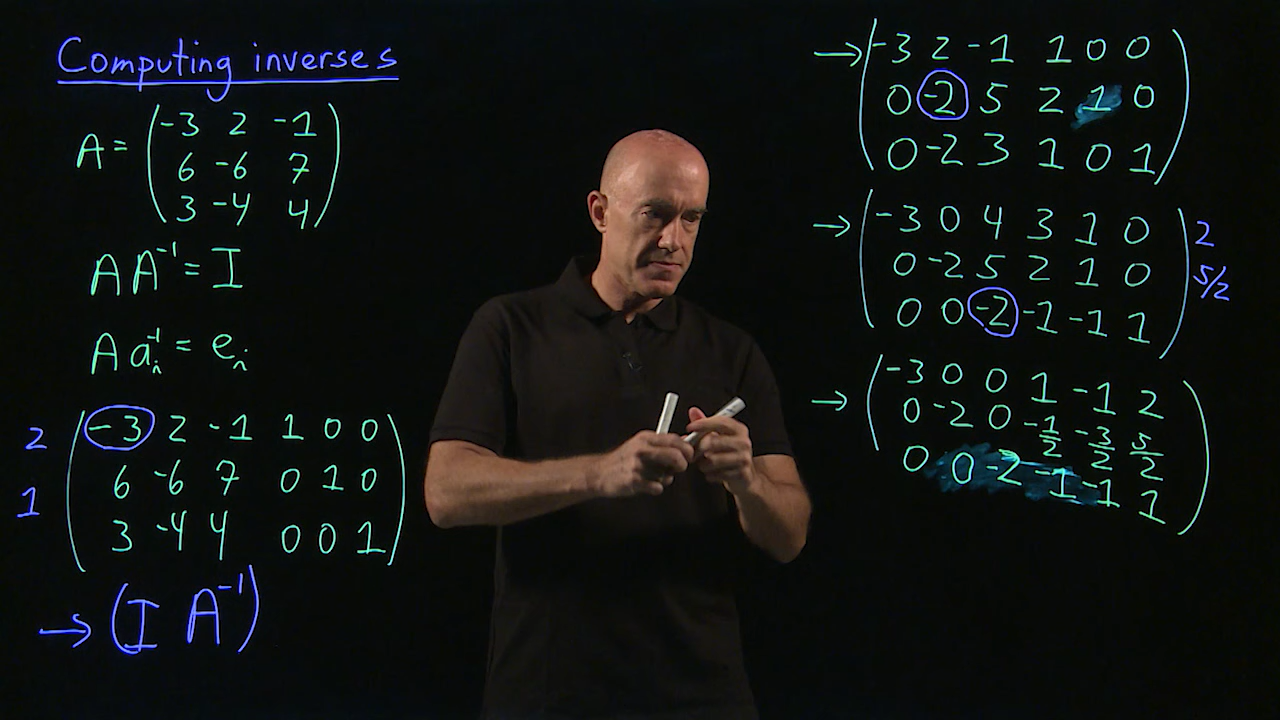 Computing inverses
A = ( -3 2 -1
6 -6 7
3 -4 4 )
A A⁻¹ = I
A aᵢ⁻¹ = eᵢ
2 ( -3 2 -1 1 0 0
6 -6 7 0 1 0
1 3 -4 4 0 0 1 )
→ ( I A⁻¹ )
→ ( -3 2 -1 1 0 0
0 -2 5 2 1 0
0 -2 3 1 0 1 )
→ ( -3 0 4 3 1 0 ) 2
0 -2 5 2 1 0 5/2
0 0 -2 -1 -1 1
→ ( -3 0 0 1 -1 2
0 -2 0 -1/2 -3/2 5/2
0 0 -2 -1 -1 1 )